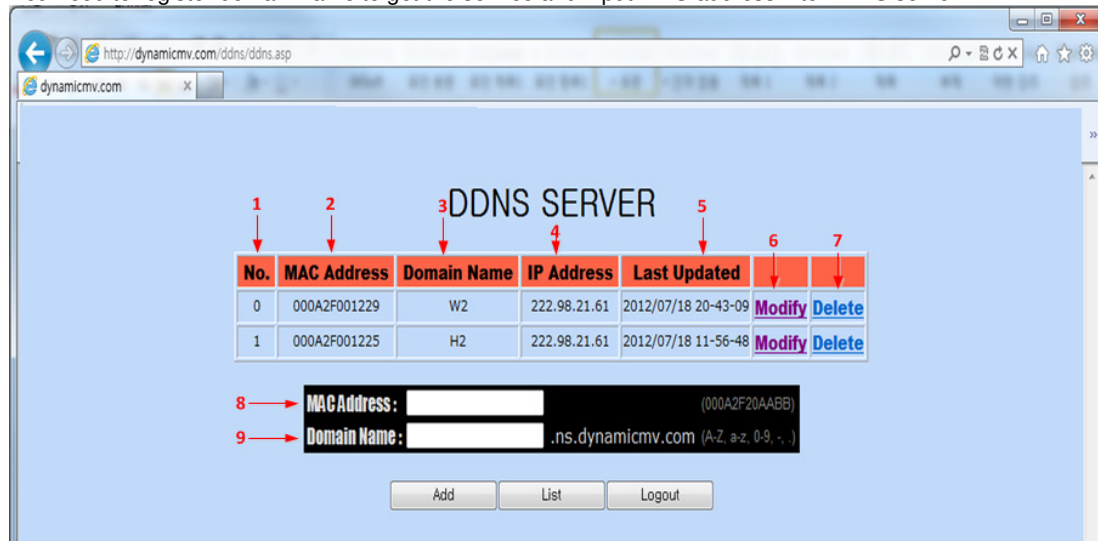 http://dynamicmv.com/ddns/ddns.asp
dynamicmv.com
DDNS SERVER
1 2 3 4 5 6 7
No. MAC Address Domain Name IP Address Last Updated
0 000A2F001229 W2 222.98.21.61 2012/07/18 20-43-09 Modify Delete
1 000A2F001225 H2 222.98.21.61 2012/07/18 11-56-48 Modify Delete
8 MAC Address : (000A2F20AABB)
9 Domain Name : .ns.dynamicmv.com (A-Z, a-z, 0-9, -, .)
Add List Logout